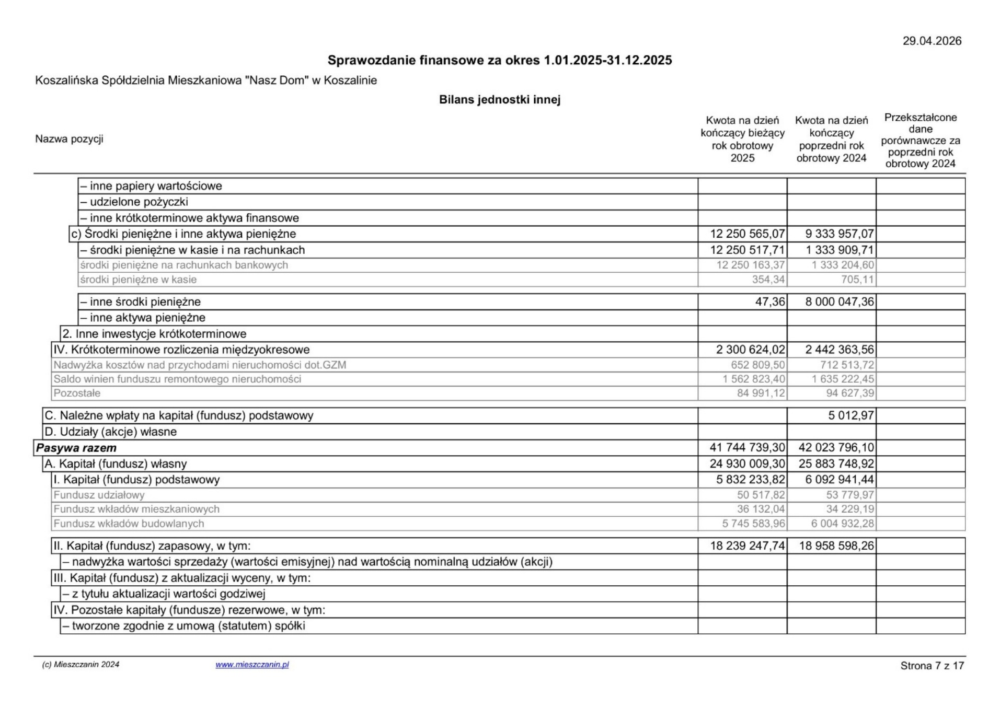 29.04.2026
Sprawozdanie finansowe za okres 1.01.2025-31.12.2025
Koszalińska Spółdzielnia Mieszkaniowa "Nasz Dom" w Koszalinie
Bilans jednostki innej
Nazwa pozycji
Kwota na dzień
kończący bieżący
rok obrotowy
2025
Kwota na dzień
kończący
poprzedni rok
obrotowy 2024
Przekształcone
dane
porównawcze za
poprzedni rok
obrotowy 2024
– inne papiery wartościowe
– udzielone pożyczki
– inne krótkoterminowe aktywa finansowe
c) Środki pieniężne i inne aktywa pieniężne 12 250 565,07 9 333 957,07
– środki pieniężne w kasie i na rachunkach 12 250 517,71 1 333 909,71
środki pieniężne na rachunkach bankowych 12 250 163,37 1 333 204,60
środki pieniężne w kasie 354,34 705,11
– inne środki pieniężne 47,36 8 000 047,36
– inne aktywa pieniężne
2. Inne inwestycje krótkoterminowe
IV. Krótkoterminowe rozliczenia międzyokresowe 2 300 624,02 2 442 363,56
Nadwyżka kosztów nad przychodami nieruchomości dot.GZM 652 809,50 712 513,72
Saldo winien funduszu remontowego nieruchomości 1 562 823,40 1 635 222,45
Pozostałe 84 991,12 94 627,39
C. Należne wpłaty na kapitał (fundusz) podstawowy 5 012,97
D. Udziały (akcje) własne
Pasywa razem 41 744 739,30 42 023 796,10
A. Kapitał (fundusz) własny 24 930 009,30 25 883 748,92
I. Kapitał (fundusz) podstawowy 5 832 233,82 6 092 941,44
Fundusz udziałowy 50 517,82 53 779,97
Fundusz wkładów mieszkaniowych 36 132,04 34 229,19
Fundusz wkładów budowlanych 5 745 583,96 6 004 932,28
II. Kapitał (fundusz) zapasowy, w tym: 18 239 247,74 18 958 598,26
– nadwyżka wartości sprzedaży (wartości emisyjnej) nad wartością nominalną udziałów (akcji)
III. Kapitał (fundusz) z aktualizacji wyceny, w tym:
– z tytułu aktualizacji wartości godziwej
IV. Pozostałe kapitały (fundusze) rezerwowe, w tym:
– tworzone zgodnie z umową (statutem) spółki
(c) Mieszczanin 2024 www.mieszczanin.pl Strona 7 z 17